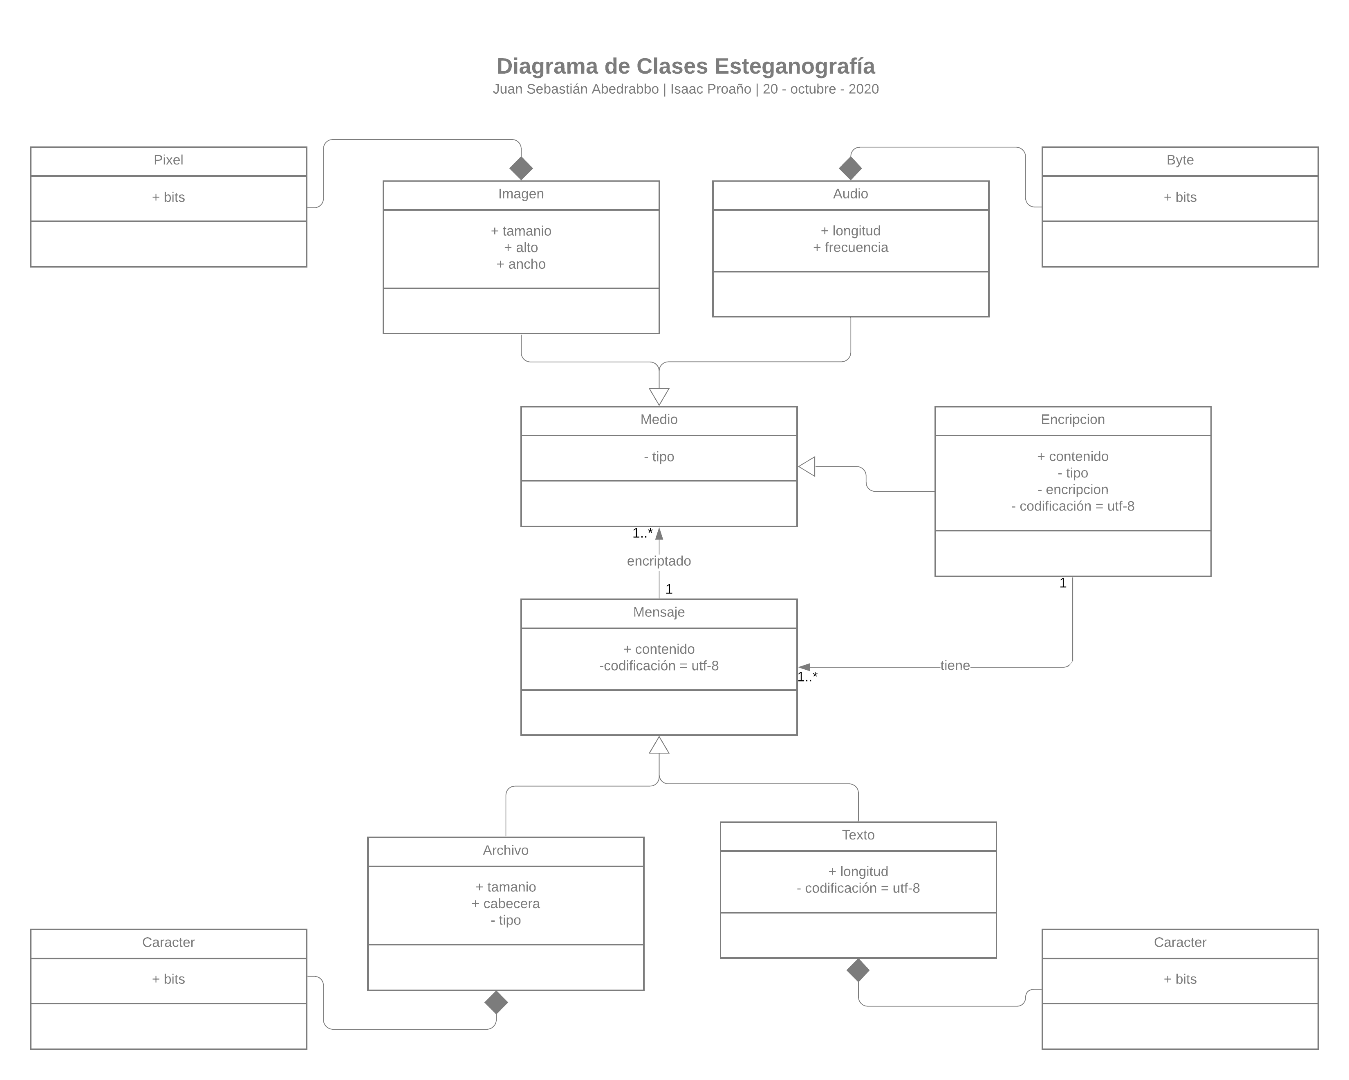 Diagrama de Clases Esteganografía
Juan Sebastián Abedrabbo | Isaac Proaño | 20 - octubre - 2020
Pixel
+ bits
Imagen
+ tamanio
+ alto
+ ancho
Audio
+ longitud
+ frecuencia
Byte
+ bits
Medio
- tipo
Encripcion
+ contenido
- tipo
- encripcion
- codificación = utf-8
1..*
encriptado
1
1
Mensaje
+ contenido
-codificación = utf-8
tiene
1..*
Archivo
+ tamanio
+ cabecera
- tipo
Texto
+ longitud
- codificación = utf-8
Caracter
+ bits
Caracter
+ bits